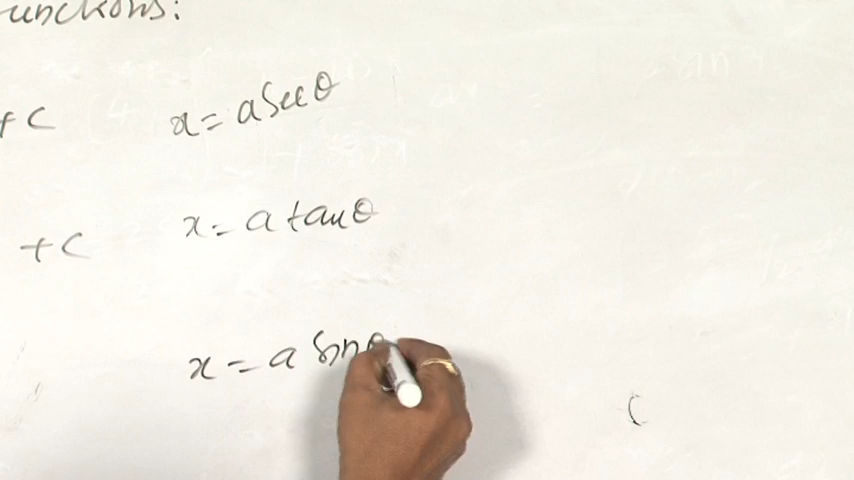 unctions:
+c x = a Sec θ
+c x = a tan θ
x = a Sin θ
(